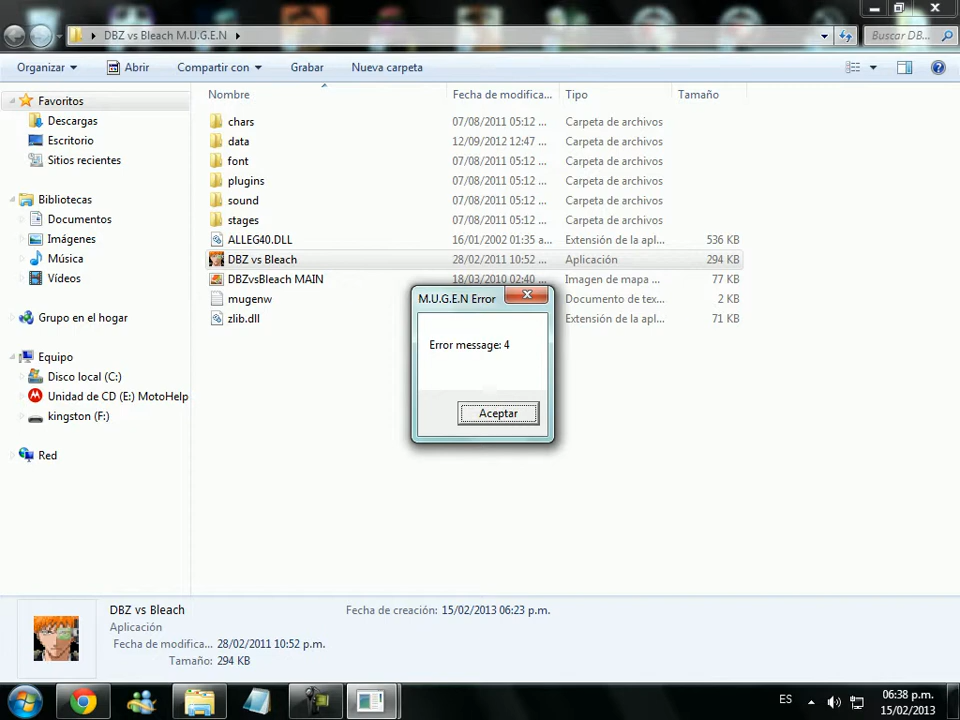 DBZ vs Bleach M.U.G.E.N
Buscar DB...
Organizar
Abrir
Compartir con
Grabar
Nueva carpeta
Nombre
Fecha de modifica...
Tipo
Tamaño
Favoritos
Descargas
Escritorio
Sitios recientes
Bibliotecas
Documentos
Imágenes
Música
Vídeos
Grupo en el hogar
Equipo
Disco local (C:)
Unidad de CD (E:) MotoHelp
kingston (F:)
Red
chars 07/08/2011 05:12 ... Carpeta de archivos
data 12/09/2012 12:47 ... Carpeta de archivos
font 07/08/2011 05:12 ... Carpeta de archivos
plugins 07/08/2011 05:12 ... Carpeta de archivos
sound 07/08/2011 05:12 ... Carpeta de archivos
stages 07/08/2011 05:12 ... Carpeta de archivos
ALLEG40.DLL 16/01/2002 01:35 a... Extensión de la apl... 536 KB
DBZ vs Bleach 28/02/2011 10:52 ... Aplicación 294 KB
DBZvsBleach MAIN 18/03/2010 02:40 ... Imagen de mapa ... 77 KB
mugenw Documento de tex... 2 KB
zlib.dll Extensión de la apl... 71 KB
M.U.G.E.N Error
Error message: 4
Aceptar
DBZ vs Bleach
Aplicación
Fecha de modifica... 28/02/2011 10:52 p.m.
Tamaño: 294 KB
Fecha de creación: 15/02/2013 06:23 p.m.
ES
06:38 p.m.
15/02/2013